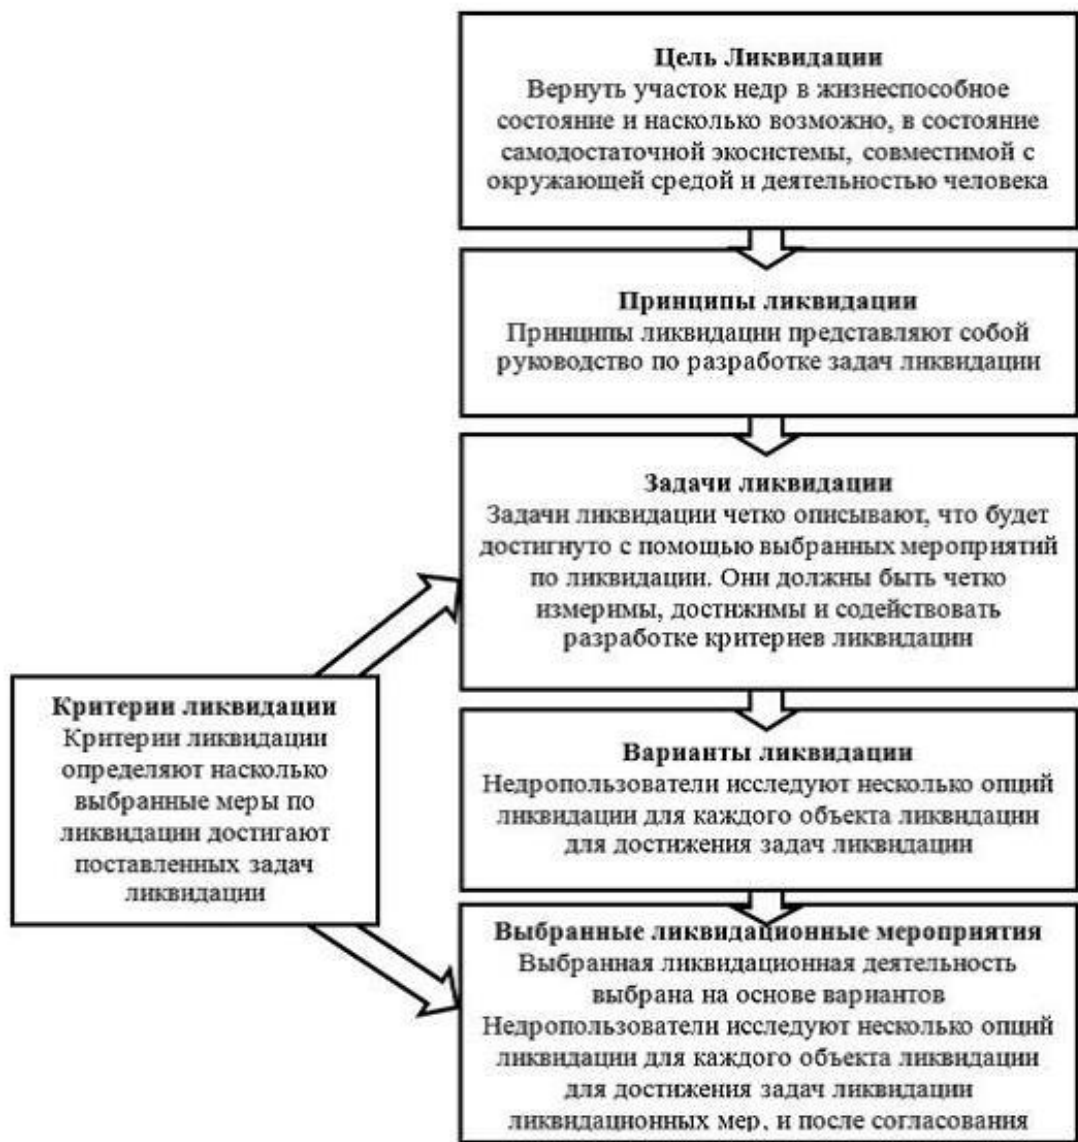 Цель Ликвидации
Вернуть участок недр в жизнеспособное
состояние и насколько возможно, в состояние
самодостаточной экосистемы, совместимой с
окружающей средой и деятельностью человека
Принципы ликвидации
Принципы ликвидации представляют собой
руководство по разработке задач ликвидации
Задачи ликвидации
Задачи ликвидации четко описывают, что будет
достигнуто с помощью выбранных мероприятий
по ликвидации. Они должны быть четко
измеримы, достижимы и содействовать
разработке критериев ликвидации
Критерии ликвидации
Критерии ликвидации
определяют насколько
выбранные меры по
ликвидации достигают
поставленных задач
ликвидации
Варианты ликвидации
Недропользователи исследуют несколько опций
ликвидации для каждого объекта ликвидации
для достижения задач ликвидации
Выбранные ликвидационные мероприятия
Выбранная ликвидационная деятельность
выбрана на основе вариантов
Недропользователи исследуют несколько опций
ликвидации для каждого объекта ликвидации
для достижения задач ликвидации
ликвидационных мер, и после согласования